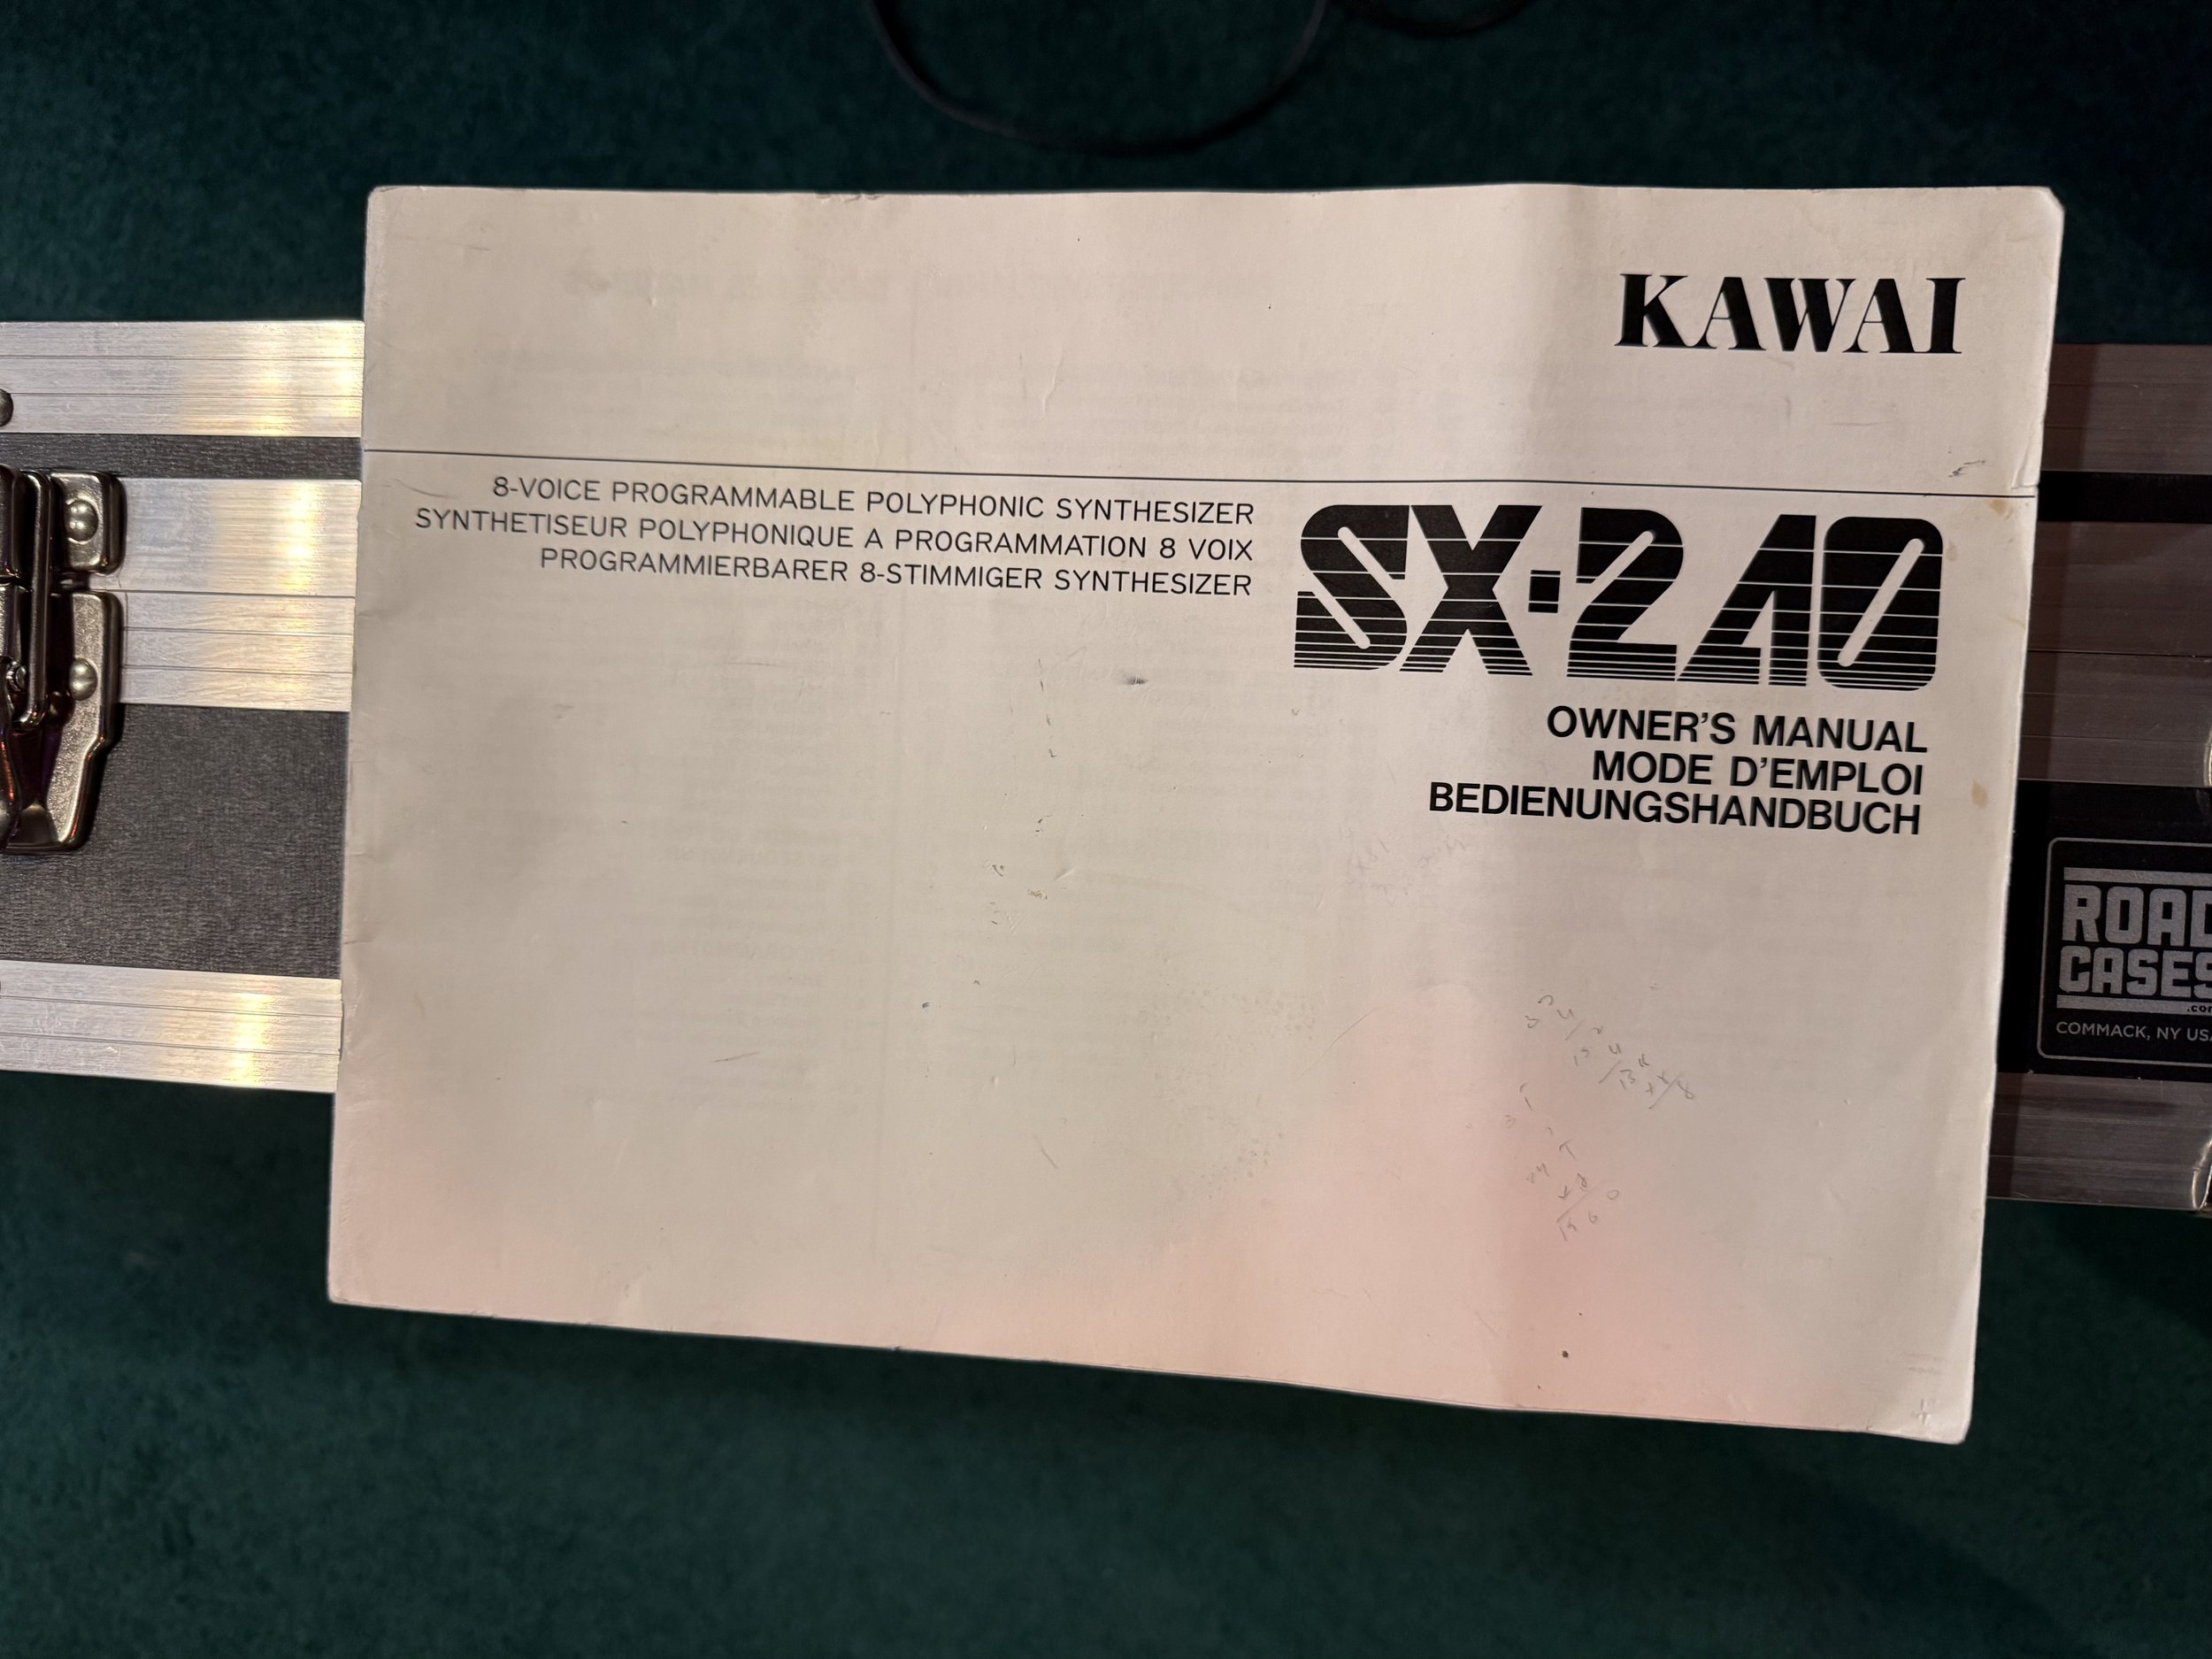 KAWAI
8-VOICE PROGRAMMABLE POLYPHONIC SYNTHESIZER
SYNTHETISEUR POLYPHONIQUE A PROGRAMMATION 8 VOIX
PROGRAMMIERBARER 8-STIMMIGER SYNTHESIZER
SX-240
OWNER'S MANUAL
MODE D'EMPLOI
BEDIENUNGSHANDBUCH
ROAD
CASES
COMMACK, NY